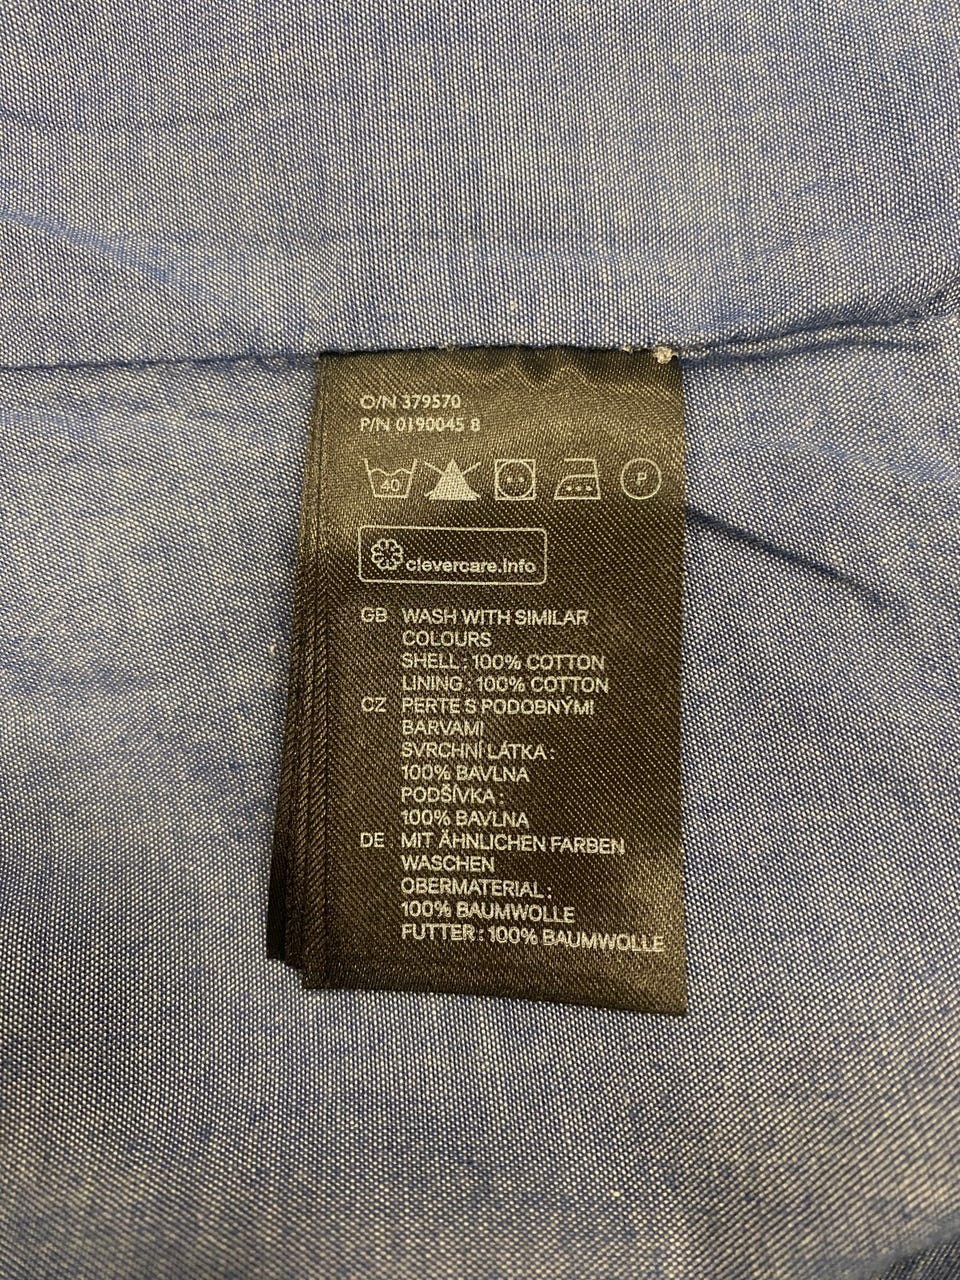 O/N 379570
P/N 0190045 8
40
P
clevercare.info
GB WASH WITH SIMILAR
COLOURS
SHELL : 100% COTTON
LINING : 100% COTTON
CZ PERTE S PODOBNÝMI
BARVAMI
SVRCHNÍ LÁTKA :
100% BAVLNA
PODŠÍVKA :
100% BAVLNA
DE MIT ÄHNLICHEN FARBEN
WASCHEN
OBERMATERIAL :
100% BAUMWOLLE
FUTTER : 100% BAUMWOLLE